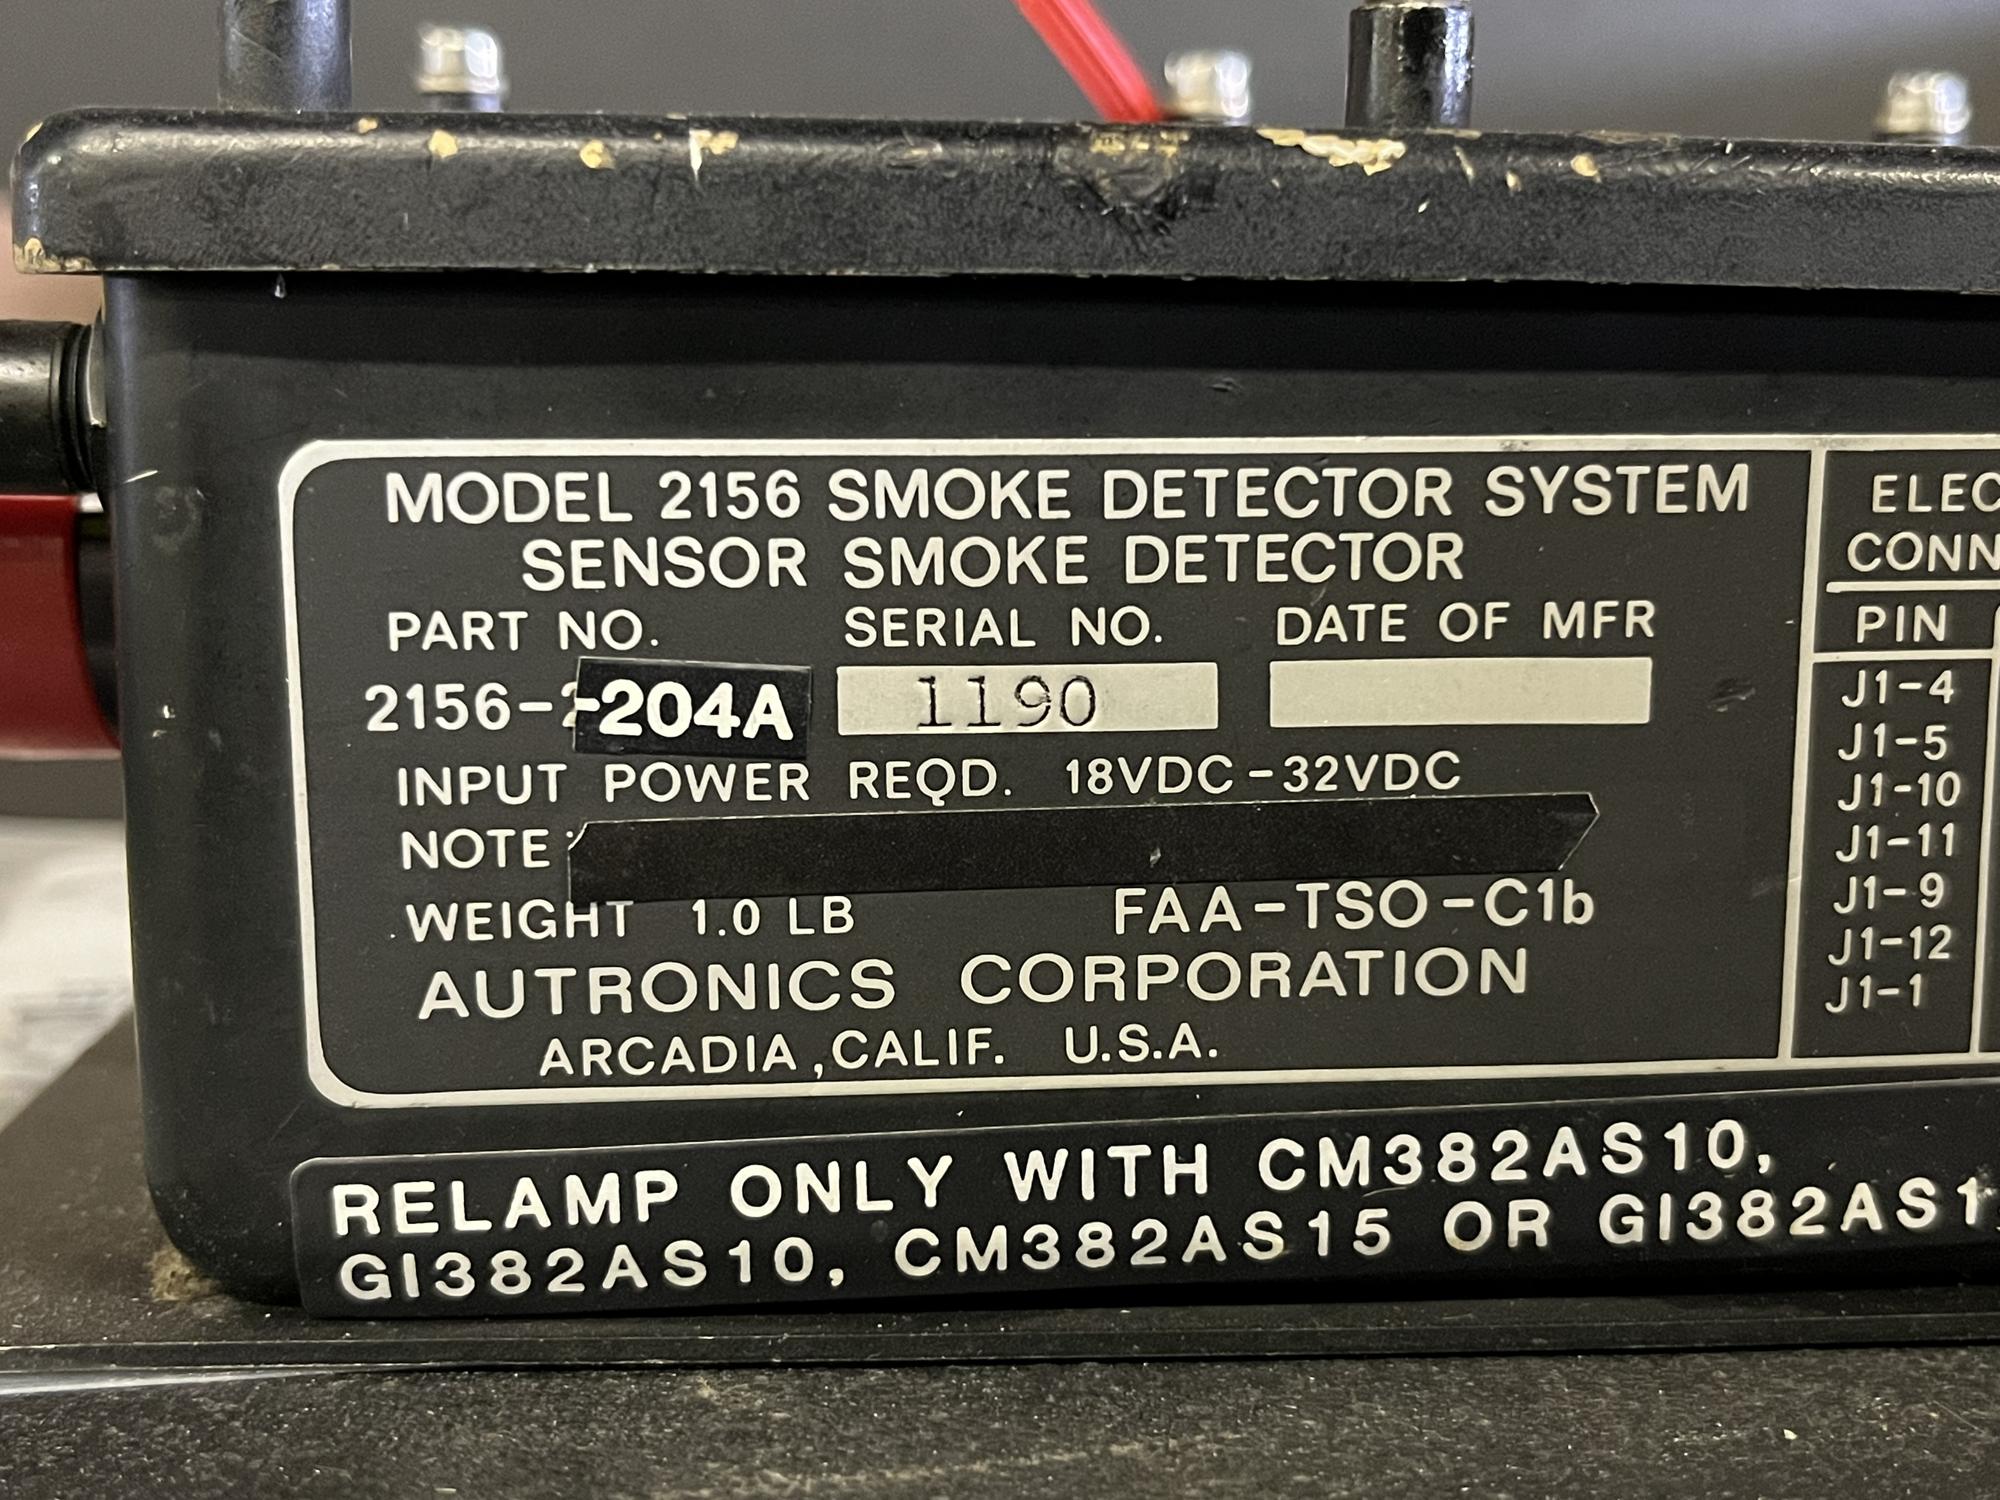 MODEL 2156 SMOKE DETECTOR SYSTEM
SENSOR SMOKE DETECTOR
PART NO. SERIAL NO. DATE OF MFR
2156- -204A 1190
INPUT POWER REQD. 18VDC-32VDC
NOTE:
WEIGHT 1.0 LB FAA-TSO-C1b
AUTRONICS CORPORATION
ARCADIA, CALIF. U.S.A.
PIN
J1-4
J1-5
J1-10
J1-11
J1-9
J1-12
J1-1
RELAMP ONLY WITH CM382AS10,
GI382AS10, CM382AS15 OR